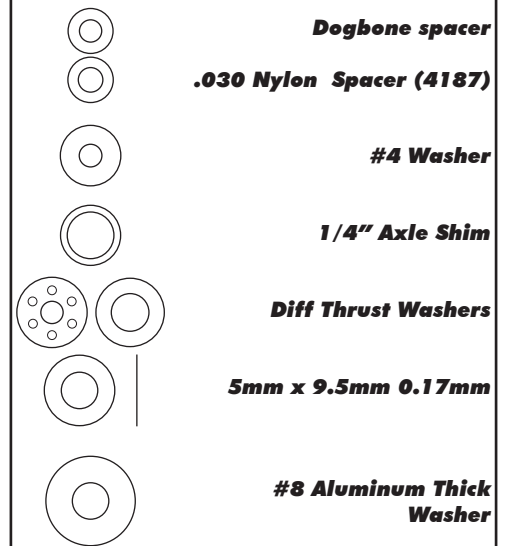 Dogbone spacer
.030 Nylon  Spacer (4187)
#4 Washer
1/4" Axle Shim
Diff Thrust Washers
5mm x 9.5mm 0.17mm
#8 Aluminum Thick
Washer